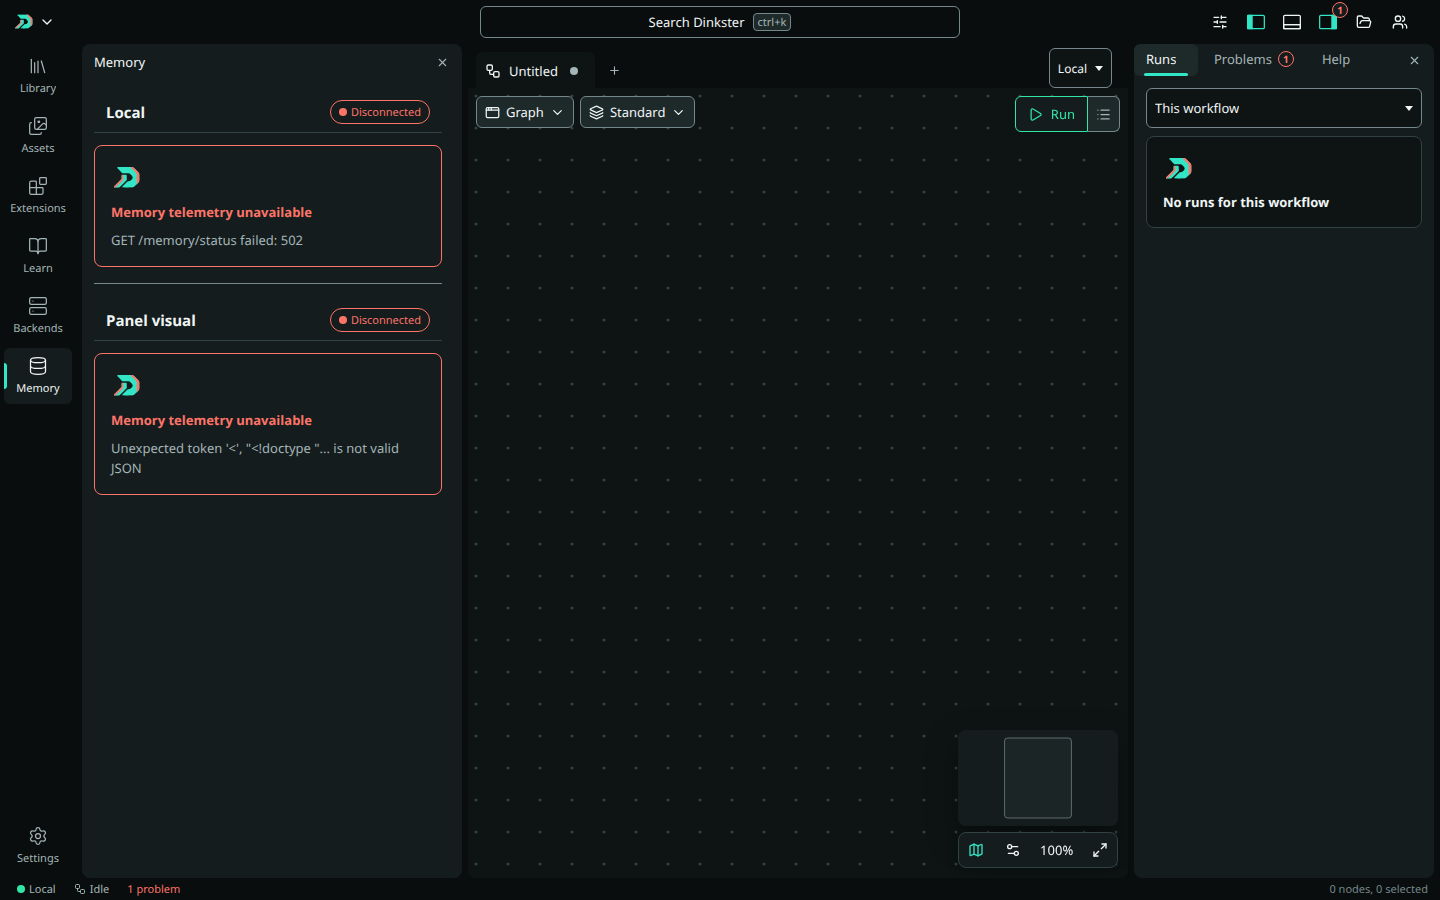 Search Dinkster ctrl+k
1
Library
Assets
Extensions
Learn
Backends
Memory
Settings
Memory
Local
Disconnected
Memory telemetry unavailable
GET /memory/status failed: 502
Panel visual
Disconnected
Memory telemetry unavailable
Unexpected token '<', "<!doctype "... is not valid
JSON
Untitled
Local
Graph
Standard
Run
100%
Runs
Problems 1
Help
This workflow
No runs for this workflow
Local
Idle
1 problem
0 nodes, 0 selected